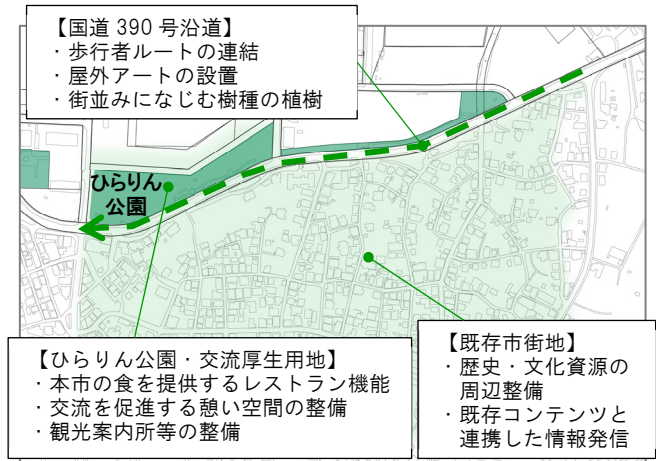 【国道 390 号沿道】
・歩行者ルートの連結
・屋外アートの設置
・街並みになじむ樹種の植樹
ひらりん
公園
【ひらりん公園・交流厚生用地】
・本市の食を提供するレストラン機能
・交流を促進する憩い空間の整備
・観光案内所等の整備
【既存市街地】
・歴史・文化資源の
周辺整備
・既存コンテンツと
連携した情報発信